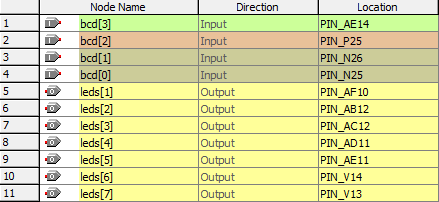 Node Name Direction Location
1 bcd[3] Input PIN_AE14
2 bcd[2] Input PIN_P25
3 bcd[1] Input PIN_N26
4 bcd[0] Input PIN_N25
5 leds[1] Output PIN_AF10
6 leds[2] Output PIN_AB12
7 leds[3] Output PIN_AC12
8 leds[4] Output PIN_AD11
9 leds[5] Output PIN_AE11
10 leds[6] Output PIN_V14
11 leds[7] Output PIN_V13